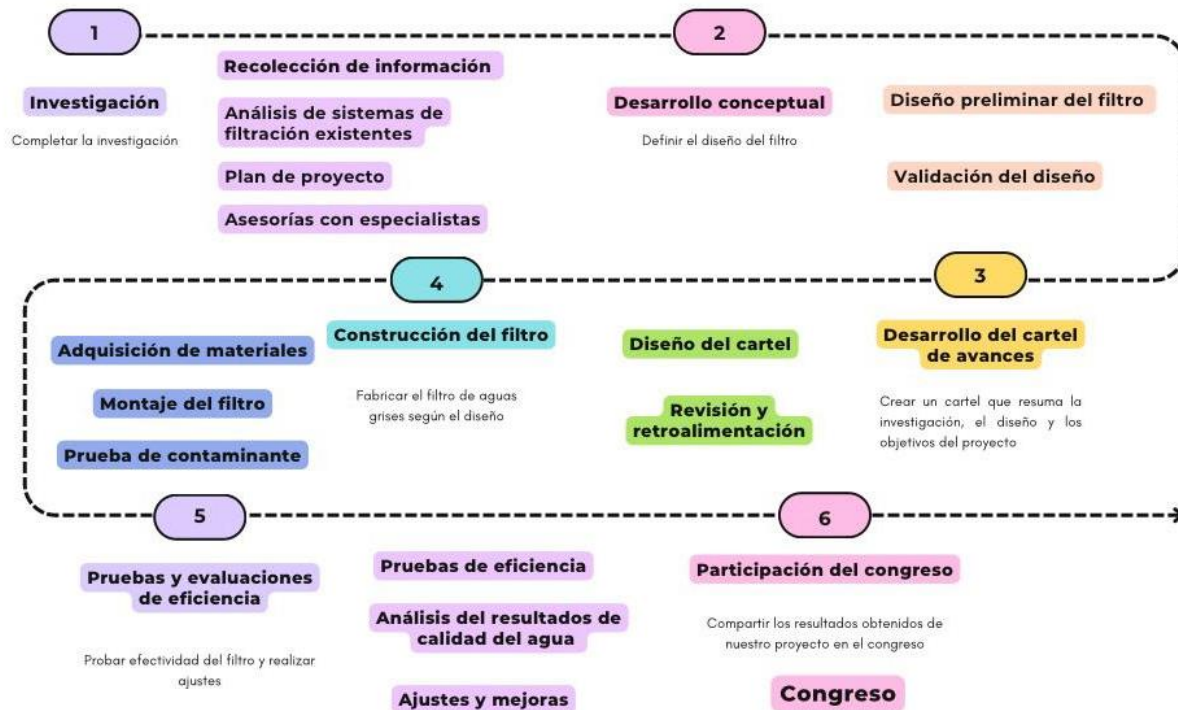 1
Investigación
Completar la investigación
Recolección de información
Análisis de sistemas de
filtración existentes
Plan de proyecto
Asesorías con especialistas
2
Desarrollo conceptual
Definir el diseño del filtro
Diseño preliminar del filtro
Validación del diseño
3
Desarrollo del cartel
de avances
Crear un cartel que resuma la
investigación, el diseño y los
objetivos del proyecto
Diseño del cartel
Revisión y
retroalimentación
4
Construcción del filtro
Fabricar el filtro de aguas
grises según el diseño
Adquisición de materiales
Montaje del filtro
Prueba de contaminante
5
Pruebas y evaluaciones
de eficiencia
Probar efectividad del filtro y realizar
ajustes
Pruebas de eficiencia
Análisis del resultados de
calidad del agua
Ajustes y mejoras
6
Participación del congreso
Compartir los resultados obtenidos de
nuestro proyecto en el congreso
Congreso